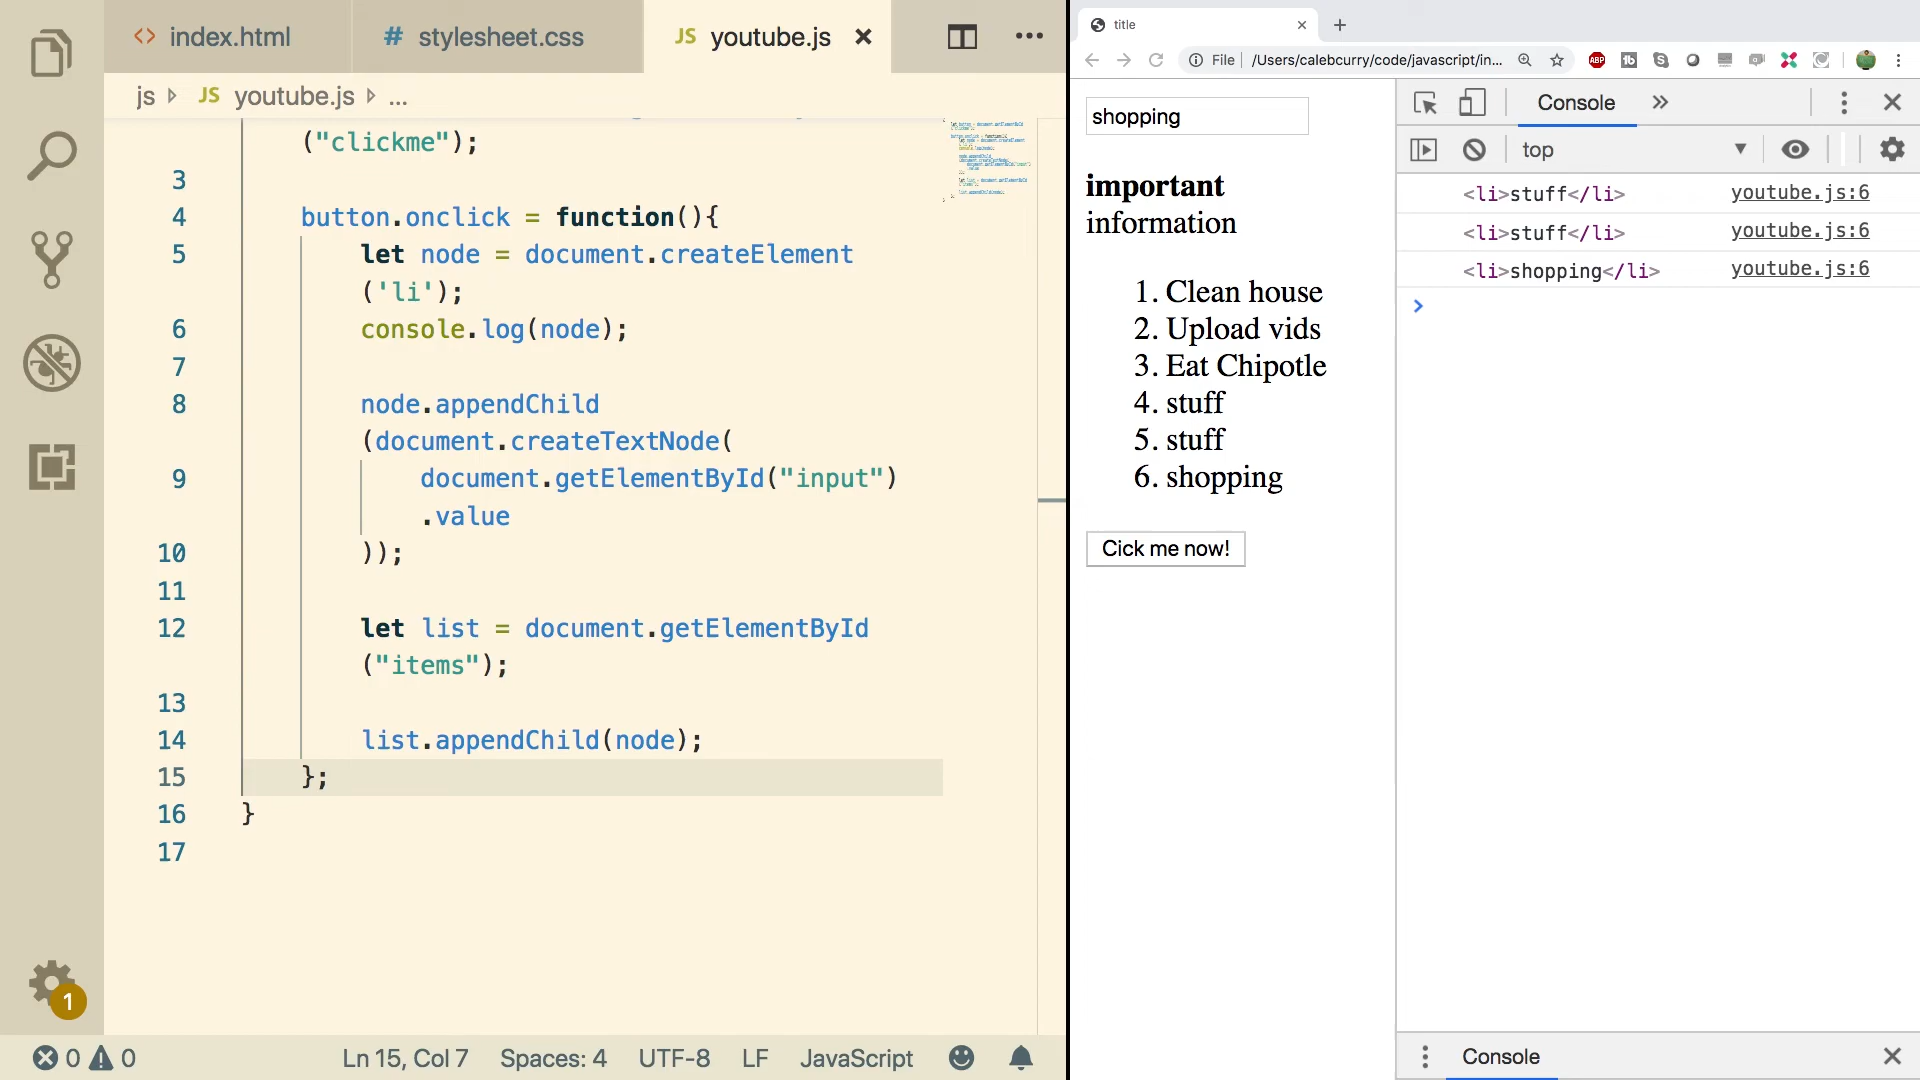 index.html
# stylesheet.css
JS youtube.js
js
JS youtube.js
...
("clickme");
3
4 button.onclick = function(){
5 let node = document.createElement
('li');
6 console.log(node);
7
8 node.appendChild
(document.createTextNode(
9 document.getElementById("input")
.value
10 ));
11
12 let list = document.getElementById
("items");
13
14 list.appendChild(node);
15 };
16 }
17
1
0 0 Ln 15, Col 7 Spaces: 4 UTF-8 LF JavaScript
title
File /Users/calebcurry/code/javascript/in...
ABP
shopping
important
information
1. Clean house
2. Upload vids
3. Eat Chipotle
4. stuff
5. stuff
6. shopping
Cick me now!
Console
top
<li>stuff</li> youtube.js:6
<li>stuff</li> youtube.js:6
<li>shopping</li> youtube.js:6
Console